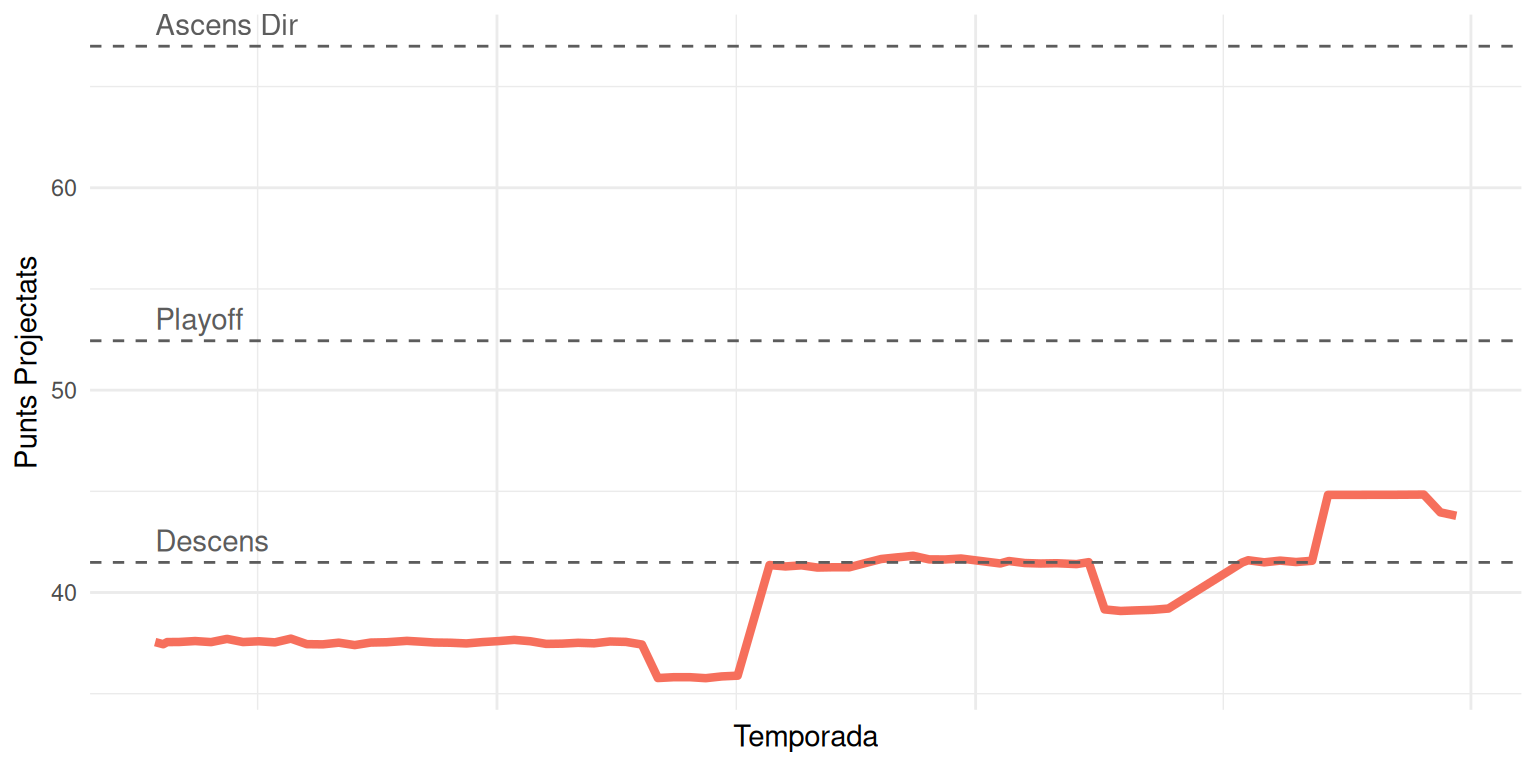 Ascens Dir
60
Playoff
50
Descens
40
Punts Projectats
Temporada